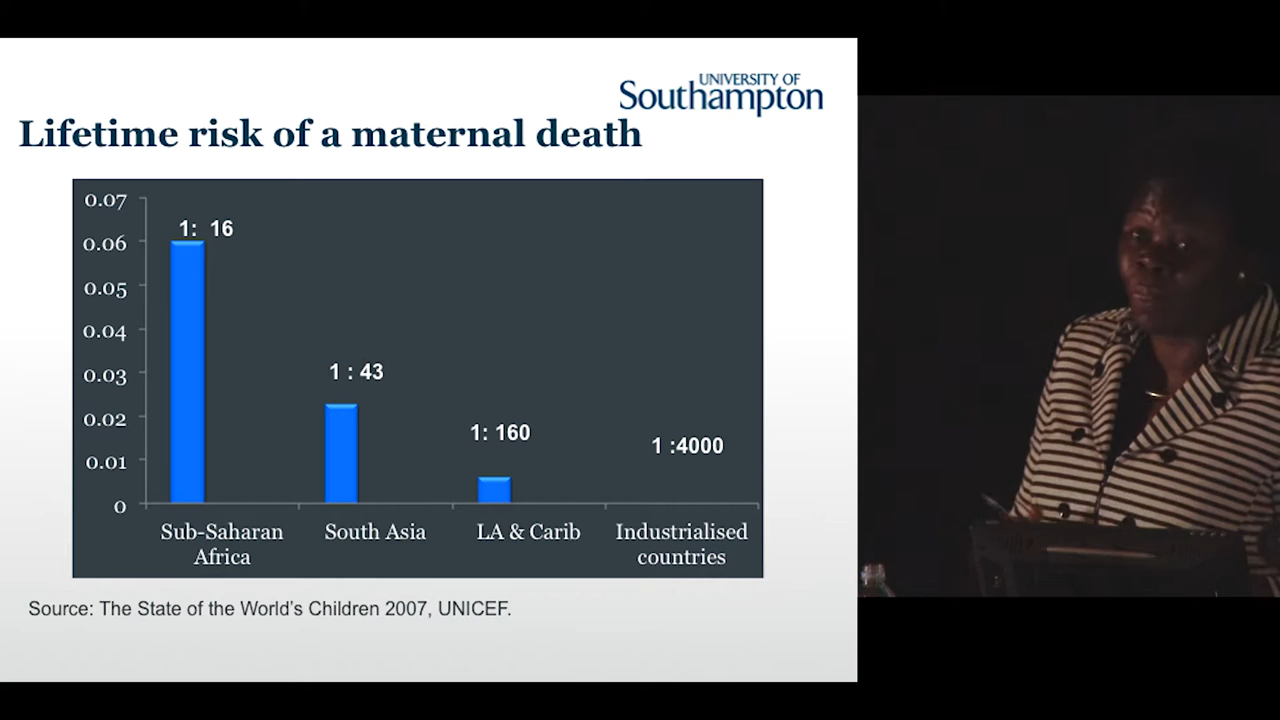 UNIVERSITY OF
Southampton
Lifetime risk of a maternal death
0.07
0.06
0.05
0.04
0.03
0.02
0.01
0
1: 16
1 : 43
1: 160
1 :4000
Sub-Saharan
Africa
South Asia
LA & Carib
Industrialised
countries
Source: The State of the World's Children 2007, UNICEF.